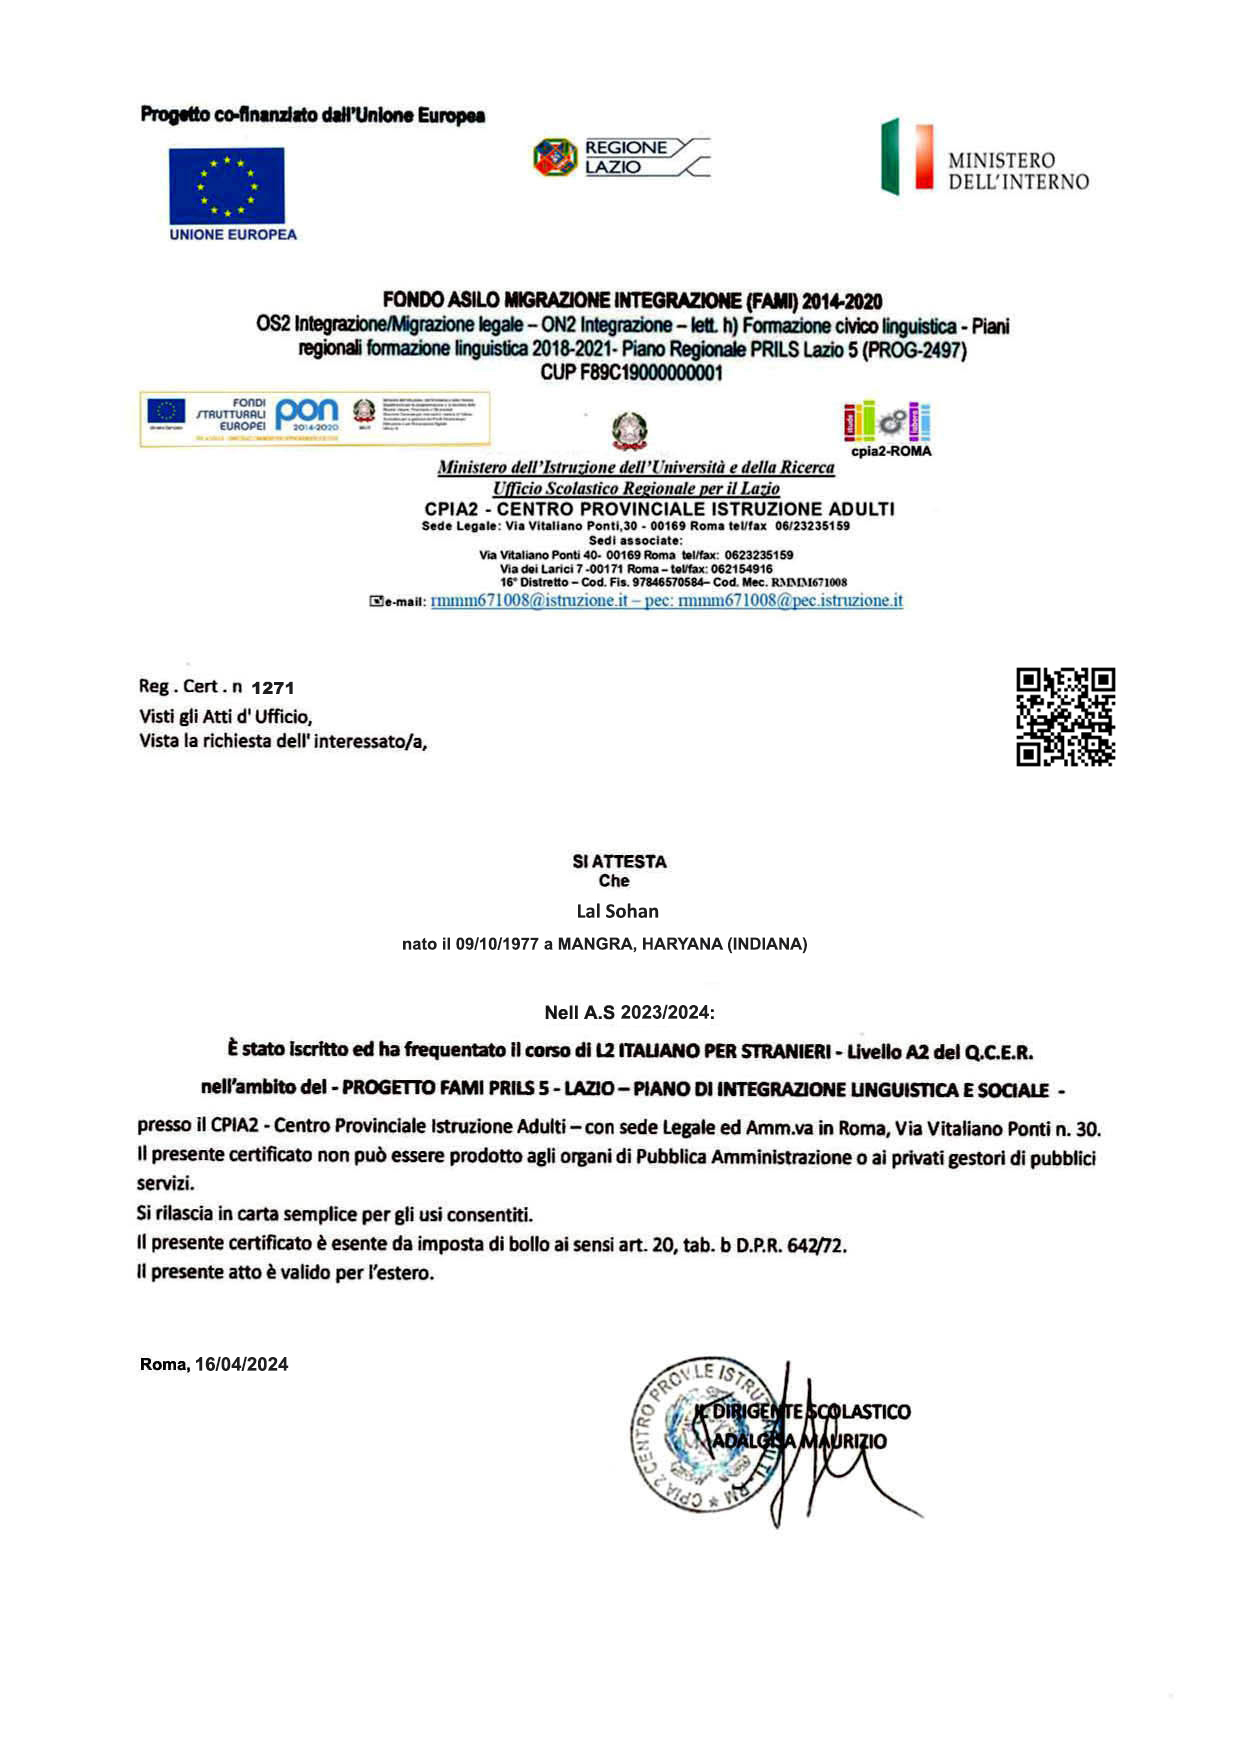 Progetto co-finanziato dall'Unione Europea
UNIONE EUROPEA
REGIONE
LAZIO
MINISTERO
DELL'INTERNO
FONDO ASILO MIGRAZIONE INTEGRAZIONE (FAMI) 2014-2020
OS2 Integrazione/Migrazione legale – ON2 Integrazione – lett. h) Formazione civico linguistica - Piani
regionali formazione linguistica 2018-2021- Piano Regionale PRILS Lazio 5 (PROG-2497)
CUP F89C19000000001
FONDI
STRUTTURALI
EUROPEI
pon
2014-2020
cpia2-ROMA
Ministero dell'Istruzione dell'Università e della Ricerca
Ufficio Scolastico Regionale per il Lazio
CPIA2 - CENTRO PROVINCIALE ISTRUZIONE ADULTI
Sede Legale: Via Vitaliano Ponti,30 - 00169 Roma tel/fax 06/23235159
Sedi associate:
Via Vitaliano Ponti 40- 00169 Roma tel/fax: 0623235159
Via dei Larici 7 -00171 Roma – tel/fax: 062154916
16° Distretto – Cod. Fis. 97846570584– Cod. Mec. RMMM671008
e-mail: rmmm671008@istruzione.it – pec: rmmm671008@pec.istruzione.it
Reg . Cert . n 1271
Visti gli Atti d' Ufficio,
Vista la richiesta dell' interessato/a,
SI ATTESTA
Che
Lal Sohan
nato il 09/10/1977 a MANGRA, HARYANA (INDIANA)
Nell A.S 2023/2024:
È stato iscritto ed ha frequentato il corso di L2 ITALIANO PER STRANIERI - Livello A2 del Q.C.E.R.
nell'ambito del - PROGETTO FAMI PRILS 5 - LAZIO – PIANO DI INTEGRAZIONE LINGUISTICA E SOCIALE -
presso il CPIA2 - Centro Provinciale Istruzione Adulti – con sede Legale ed Amm.va in Roma, Via Vitaliano Ponti n. 30.
Il presente certificato non può essere prodotto agli organi di Pubblica Amministrazione o ai privati gestori di pubblici
servizi.
Si rilascia in carta semplice per gli usi consentiti.
Il presente certificato è esente da imposta di bollo ai sensi art. 20, tab. b D.P.R. 642/72.
Il presente atto è valido per l'estero.
Roma, 16/04/2024
CPIA 2 CENTRO PROV.LE ISTRUZ. ADULTI - RM *
IL DIRIGENTE SCOLASTICO
ADALGISA MAURIZIO